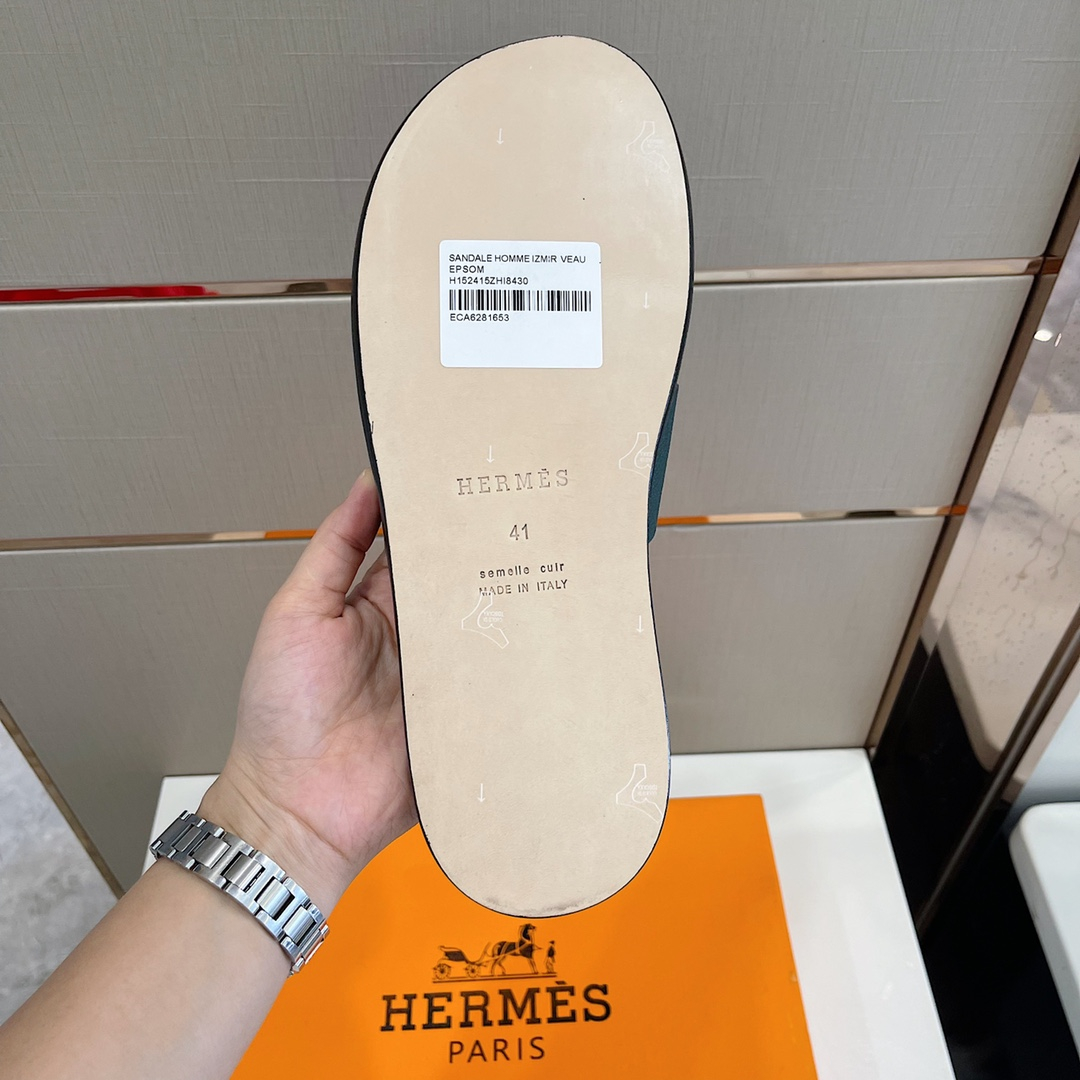 SANDALE HOMME IZMIR VEAU
EPSOM
H152415ZHI8430
ECA6281653
HERMÈS
41
semelle cuir
MADE IN ITALY
HERMÈS
PARIS